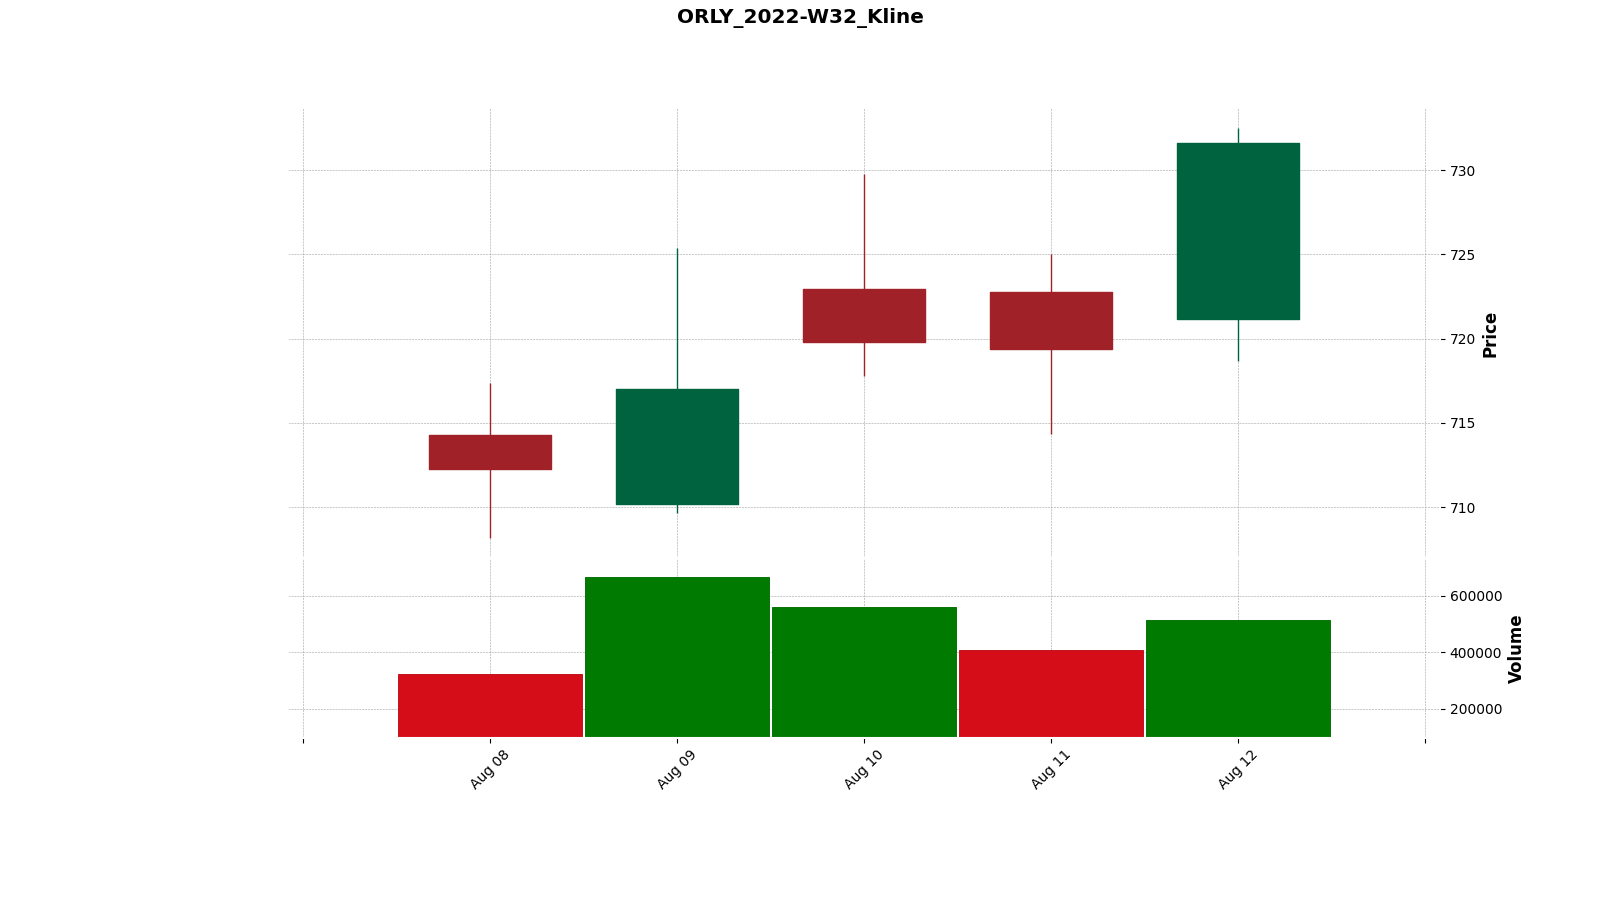 ORLY_2022-W32_Kline
730
725
720
715
710
Price
600000
400000
200000
Volume
Aug 08
Aug 09
Aug 10
Aug 11
Aug 12